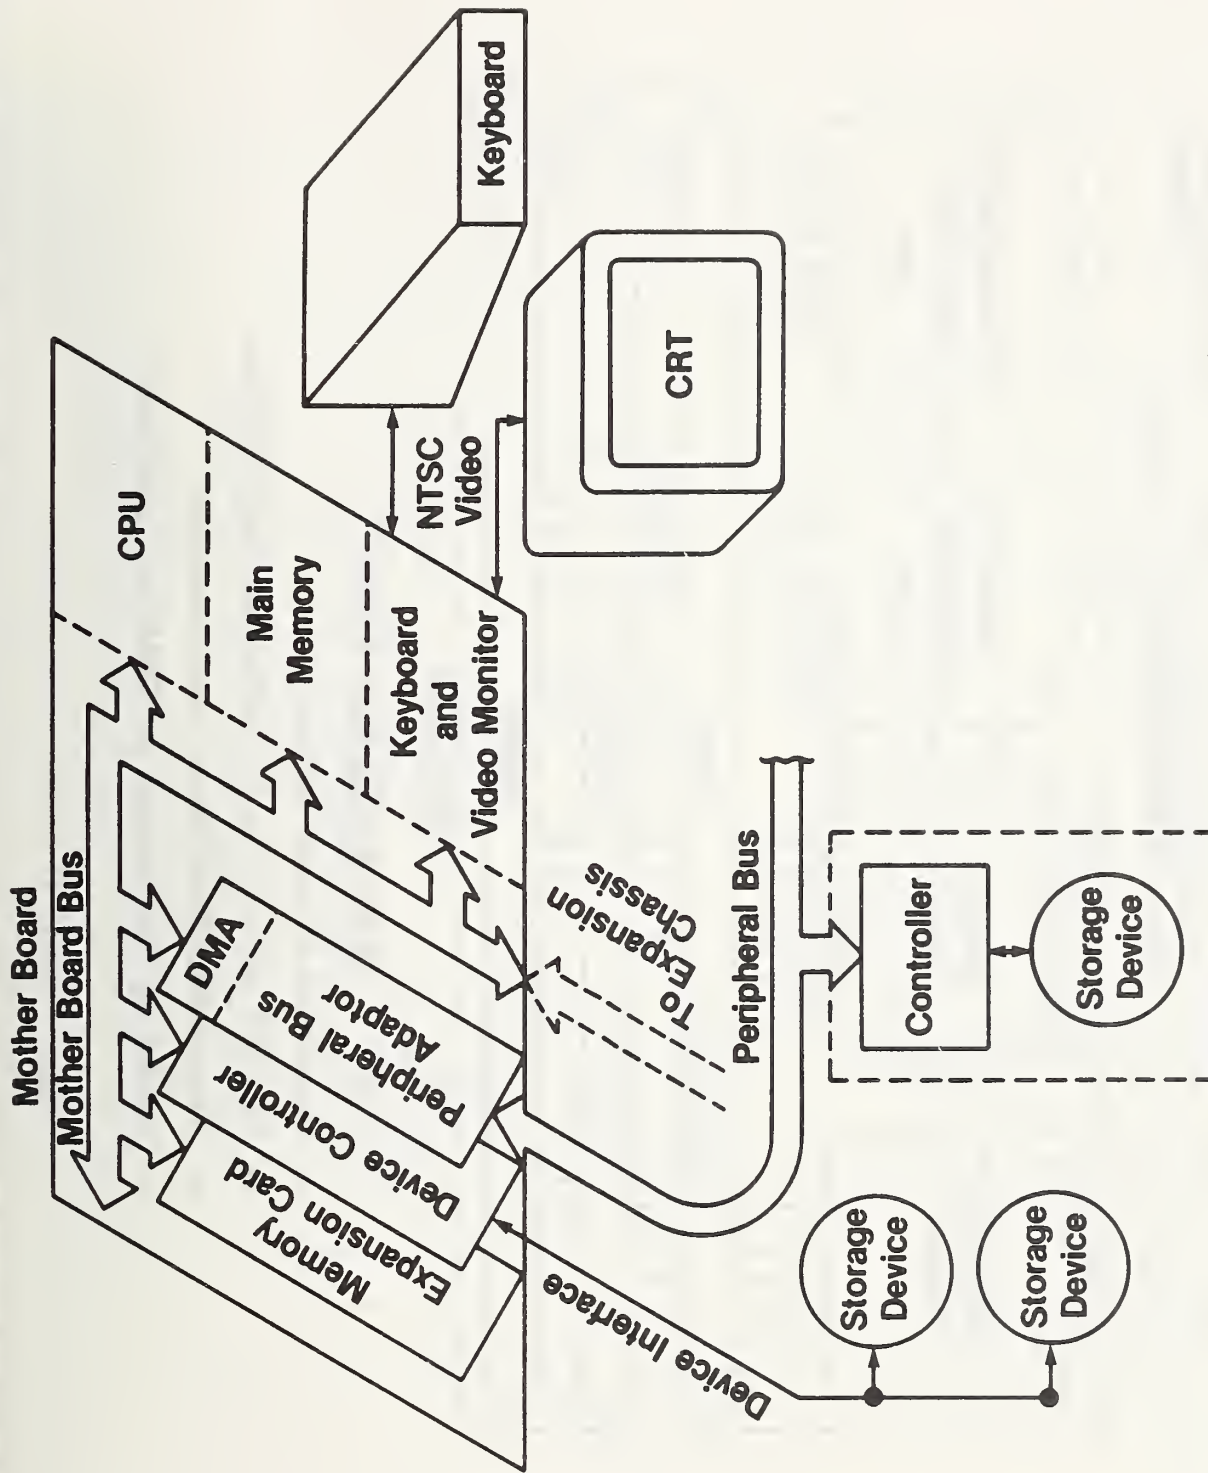 Mother Board
Mother Board Bus
CPU
Main
Memory
Keyboard
and
Video Monitor
DMA
Peripheral Bus
Adaptor
Device Controller
Memory
Expansion Card
NTSC
Video
Keyboard
CRT
To
Expansion
Chassis
Device Interface
Peripheral Bus
Controller
Storage
Device
Storage
Device
Storage
Device